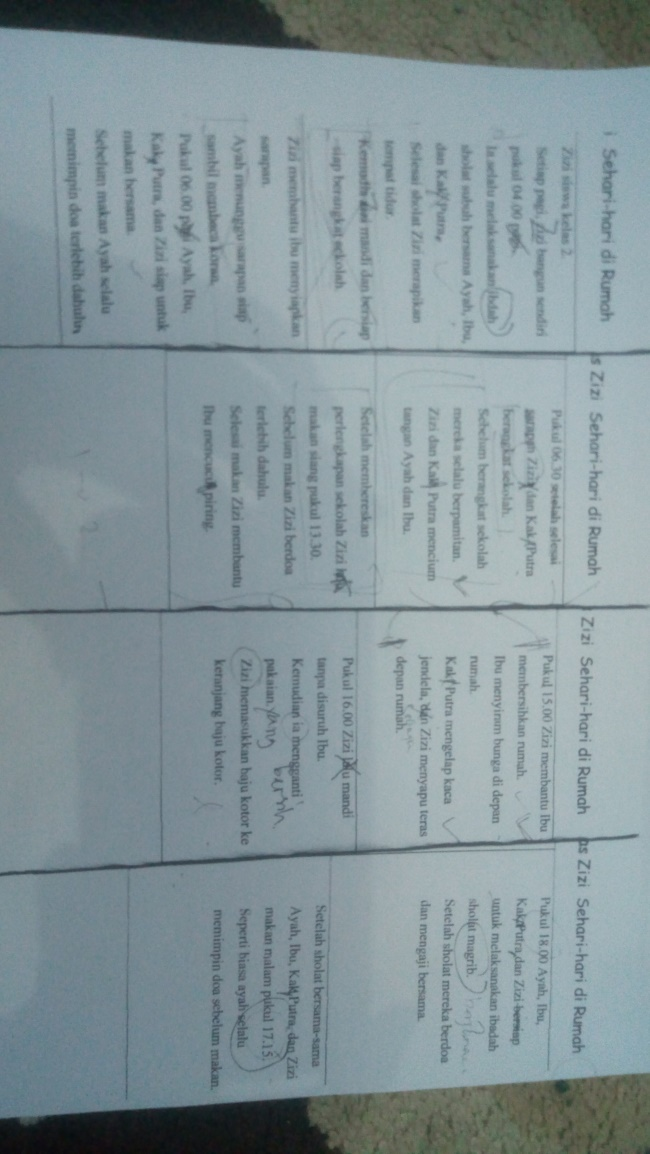 i Sehari-hari di Rumah
Zizi siswa kelas 2.
Setiap pagi, Zizi bangun sendiri
pukul 04.00
Ia selalu melaksanakan ibdah
sholat subuh bersama Ayah, Ibu,
dan Kak Putra,
Selesai sholat Zizi merapikan
tempat tidur.
Kemudia mandi dan bersiap
-siap berangkat sekolah
Zizi membantu ibu menyiapkan
sarapan.
Ayah menunggu sarapan siap
sambil membaca Koran,
Pukul 06.00 pagi Ayah, Ibu,
Kak, Putra, dan Zizi siap untuk
makan bersama.
Sebelum makan Ayah selalu
memimpin doa terlebih dahulu,
s Zizi Sehari-hari di Rumah
Pukul 06.30 setelah selesai
sarapan Zizi dan Kak Putra
berangkat sekolah.
Sebelum berangkat sekolah
mereka selalu berpamitan.
Zizi dan Kak Putra mencium
tangan Ayah dan Ibu.
Setelah membereskan
perlengkapan sekolah Zizi
makan siang pukul 13.30.
Sebelum makan Zizi berdoa
terlebih dahulu.
Selesai makan Zizi membantu
Ibu mencuci piring.
Zizi Sehari-hari di Rumah
Pukul 15.00 Zizi membantu Ibu
membersihkan rumah.
Ibu menyiram bunga di depan
rumah.
Kak Putra mengelap kaca
jendela, dan Zizi menyapu teras
depan rumah.
Pukul 16.00 Zizi mandi
tanpa disuruh Ibu.
Kemudian ia mengganti
pakaian. yang bersih
Zizi memasukkan baju kotor ke
keranjang baju kotor.
as Zizi Sehari-hari di Rumah
Pukul 18.00 Ayah, Ibu,
Kak Putra, dan Zizi bersiap
untuk melaksanakan ibadah
sholat magrib.
Setelah sholat mereka berdoa
dan mengaji bersama.
Setelah sholat bersama-sama
Ayah, Ibu, Kak Putra, dan Zizi
makan malam pukul 17.15.
Seperti biasa ayah selalu
memimpin doa sebelum makan.